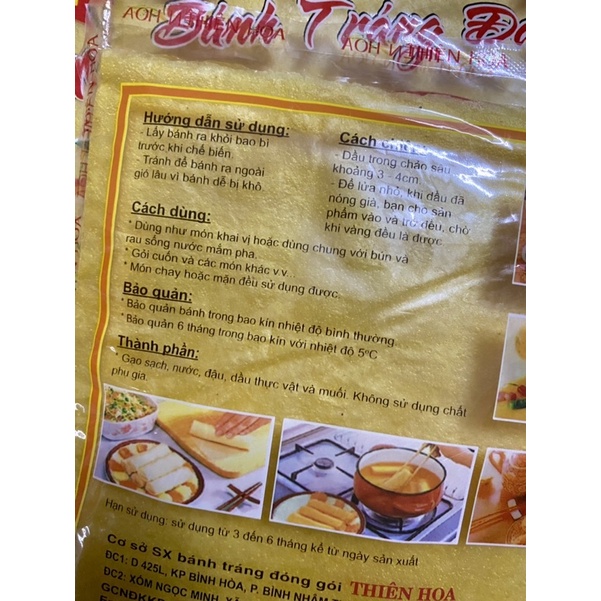 Bánh Tráng
THIÊN HOA
Hướng dẫn sử dụng:
- Lấy bánh ra khỏi bao bì
trước khi chế biến.
- Tránh để bánh ra ngoài
gió lâu vì bánh dễ bị khô.
Cách
- Dầu trong chảo sâu
khoảng 3 - 4cm.
- Để lửa nhỏ, khi dầu đã
nóng già, bạn cho sản
phẩm vào và trở đều, chờ
khi vàng đều là được
Cách dùng:
* Dùng như món khai vị hoặc dùng chung với bún và
rau sống nước mắm pha.
* Gỏi cuốn và các món khác v.v...
* Món chay hoặc mặn đều sử dụng được.
Bảo quản:
* Bảo quản bánh trong bao kín nhiệt độ bình thường.
* Bảo quản 6 tháng trong bao kín với nhiệt độ 5ºC
Thành phần:
* Gạo sạch, nước, đậu, dầu thực vật và muối. Không sử dụng chất
phụ gia.
Hạn sử dụng: sử dụng từ 3 đến 6 tháng kể từ ngày sản xuất
Cơ sở SX bánh tráng đóng gói THIÊN HOA
ĐC1: D 425L, KP BÌNH HÒA, P. BÌNH NHÂM
ĐC2: XÓM NGỌC MINH,